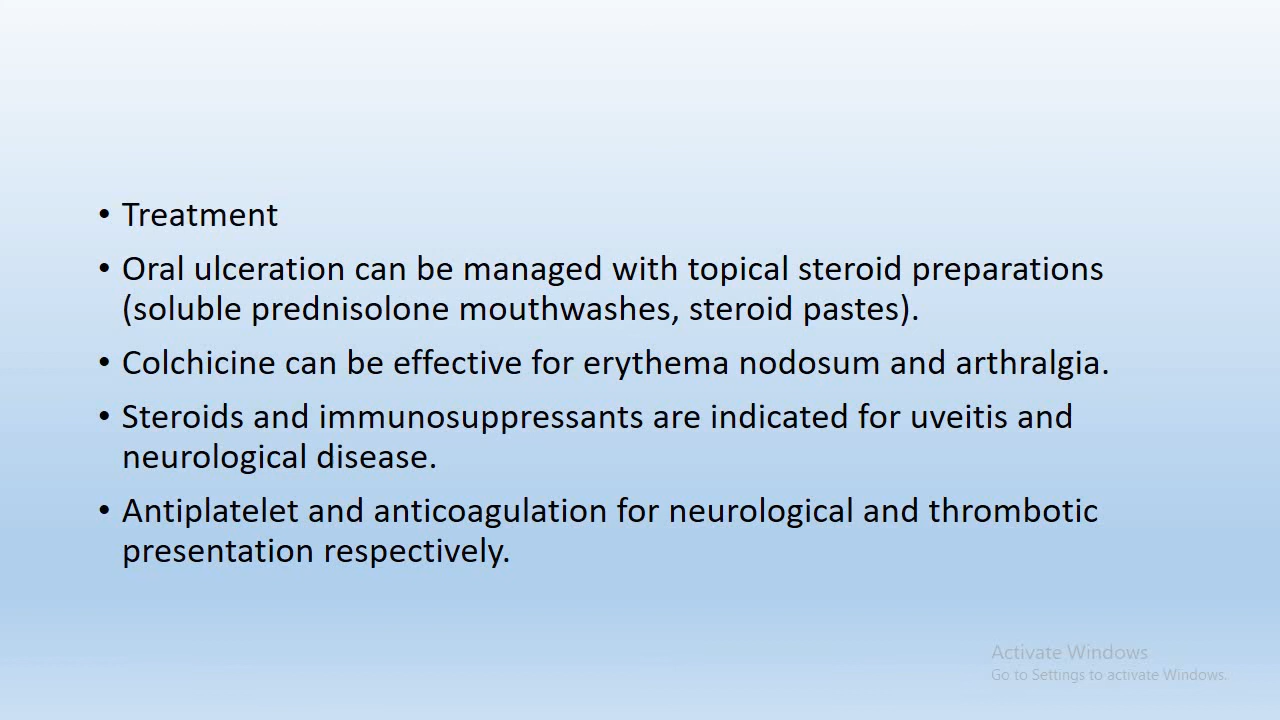 • Treatment
• Oral ulceration can be managed with topical steroid preparations
(soluble prednisolone mouthwashes, steroid pastes).
• Colchicine can be effective for erythema nodosum and arthralgia.
• Steroids and immunosuppressants are indicated for uveitis and
neurological disease.
• Antiplatelet and anticoagulation for neurological and thrombotic
presentation respectively.
Activate Windows
Go to Settings to activate Windows.